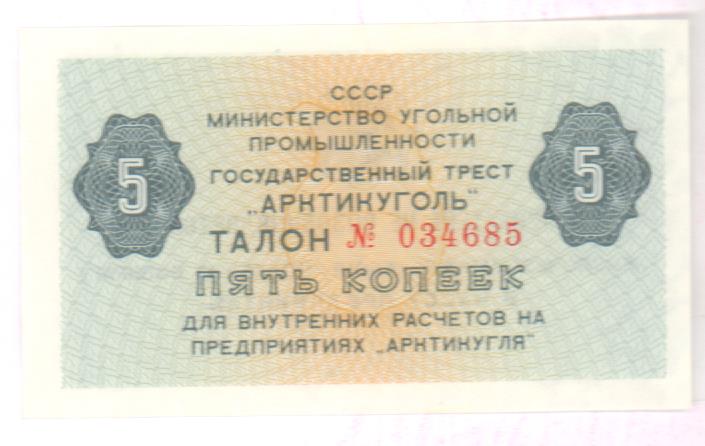 СССР
МИНИСТЕРСТВО УГОЛЬНОЙ
ПРОМЫШЛЕННОСТИ
ГОСУДАРСТВЕННЫЙ ТРЕСТ
„АРКТИКУГОЛЬ"
5
5
ТАЛОН № 034685
ПЯТЬ КОПЕЕК
ДЛЯ ВНУТРЕННИХ РАСЧЕТОВ НА
ПРЕДПРИЯТИЯХ „АРКТИКУГЛЯ"